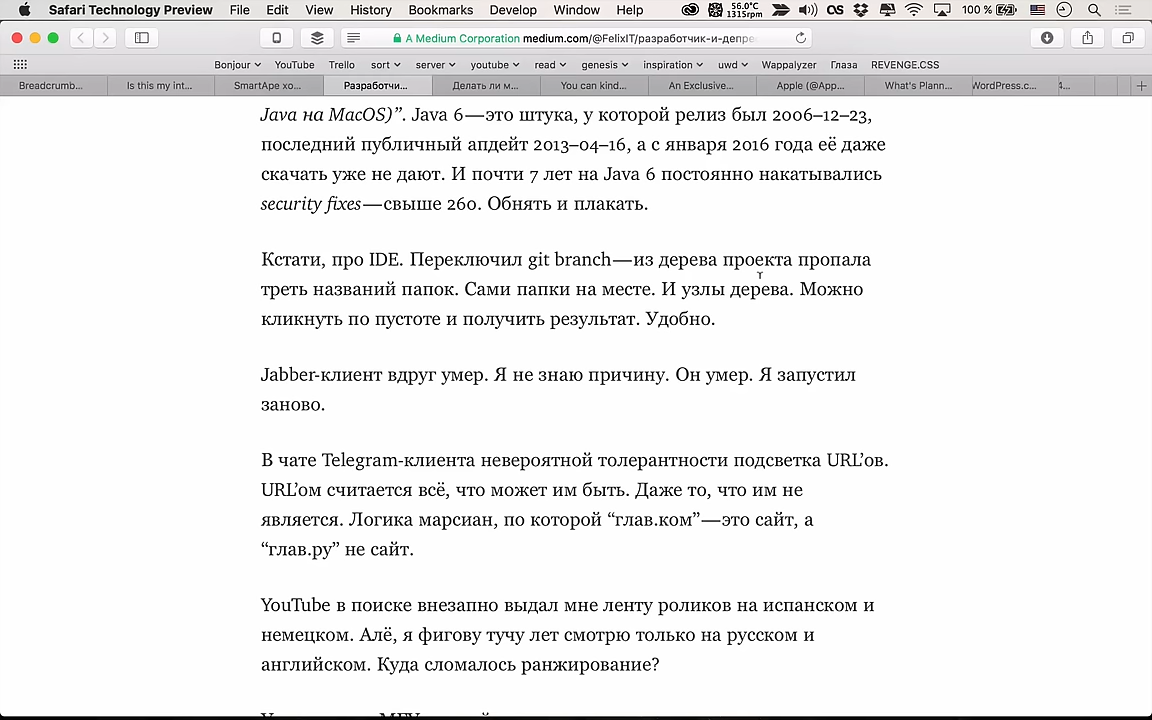 Safari Technology Preview File Edit View History Bookmarks Develop Window Help 56.0°C 1315rpm 100 %
A Medium Corporation medium.com/@FelixIT/разработчик-и-депре
Bonjour YouTube Trello sort server youtube read genesis inspiration uwd Wappalyzer Глаза REVENGE.CSS
Breadcrumb... Is this my int... SmartApe хо... Разработчи... Делать ли м... You can kind... An Exclusive... Apple (@App... What's Plann... WordPress.c...
Java на MacOS)”. Java 6—это штука, у которой релиз был 2006–12–23,
последний публичный апдейт 2013–04–16, а с января 2016 года её даже
скачать уже не дают. И почти 7 лет на Java 6 постоянно накатывались
security fixes—свыше 260. Обнять и плакать.
Кстати, про IDE. Переключил git branch—из дерева проекта пропала
треть названий папок. Сами папки на месте. И узлы дерева. Можно
кликнуть по пустоте и получить результат. Удобно.
Jabber-клиент вдруг умер. Я не знаю причину. Он умер. Я запустил
заново.
В чате Telegram-клиента невероятной толерантности подсветка URL’ов.
URL’ом считается всё, что может им быть. Даже то, что им не
является. Логика марсиан, по которой “глав.ком”—это сайт, а
“глав.ру” не сайт.
YouTube в поиске внезапно выдал мне ленту роликов на испанском и
немецком. Алё, я фигову тучу лет смотрю только на русском и
английском. Куда сломалось ранжирование?